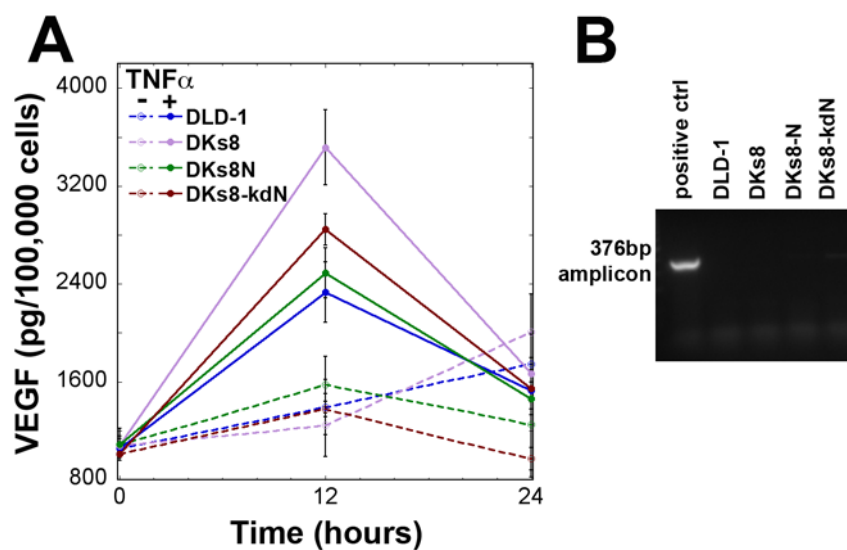 A
VEGF (pg/100,000 cells)
4000
3200
2400
1600
800
TNFα
- +
DLD-1
DKs8
DKs8N
DKs8-kdN
0 12 24
Time (hours)
B
positive ctrl
DLD-1
DKs8
DKs8-N
DKs8-kdN
376bp
amplicon